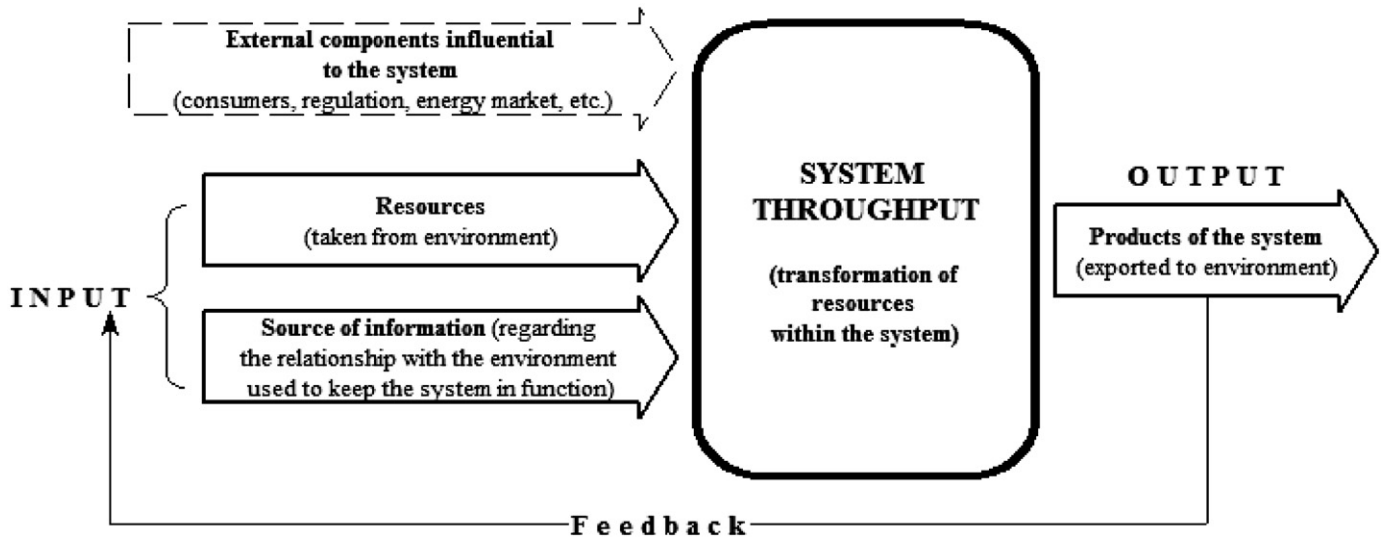 External components influential
to the system
(consumers, regulation, energy market, etc.)
Resources
(taken from environment)
INPUT
Source of information (regarding
the relationship with the environment
used to keep the system in function)
SYSTEM
THROUGHPUT
(transformation of
resources
within the system)
OUTPUT
Products of the system
(exported to environment)
Feedback